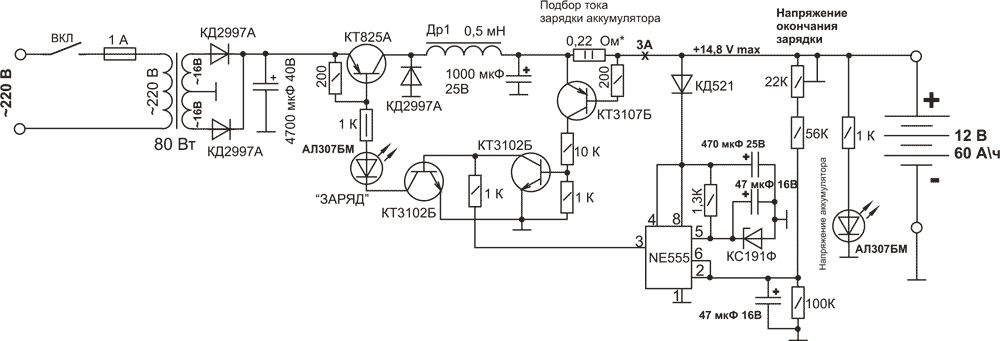 Подбор тока
зарядки аккумулятора
Напряжение
окончания
зарядки
ВКЛ
1 А
КД2997А
КТ825А
Др1
0,5 мН
0,22
Ом*
3А
+14,8 V max
~220 В
~220 В
~16В
~16В
4700 мкФ 40В
200
КД2997А
1000 мкФ
25В
200
КТ3107Б
КД521
22К
КД2997А
80 Вт
1 К
АЛ307БМ
“ЗАРЯД”
КТ3102Б
КТ3102Б
1 К
10 К
1 К
470 мкФ 25В
47 мкФ 16В
1,3К
56К
Напряжение аккумулятора
1 К
+
12 В
60 А\ч
-
4
8
3
NE555
5
6
2
1
КС191Ф
АЛ307БМ
47 мкФ 16В
100К